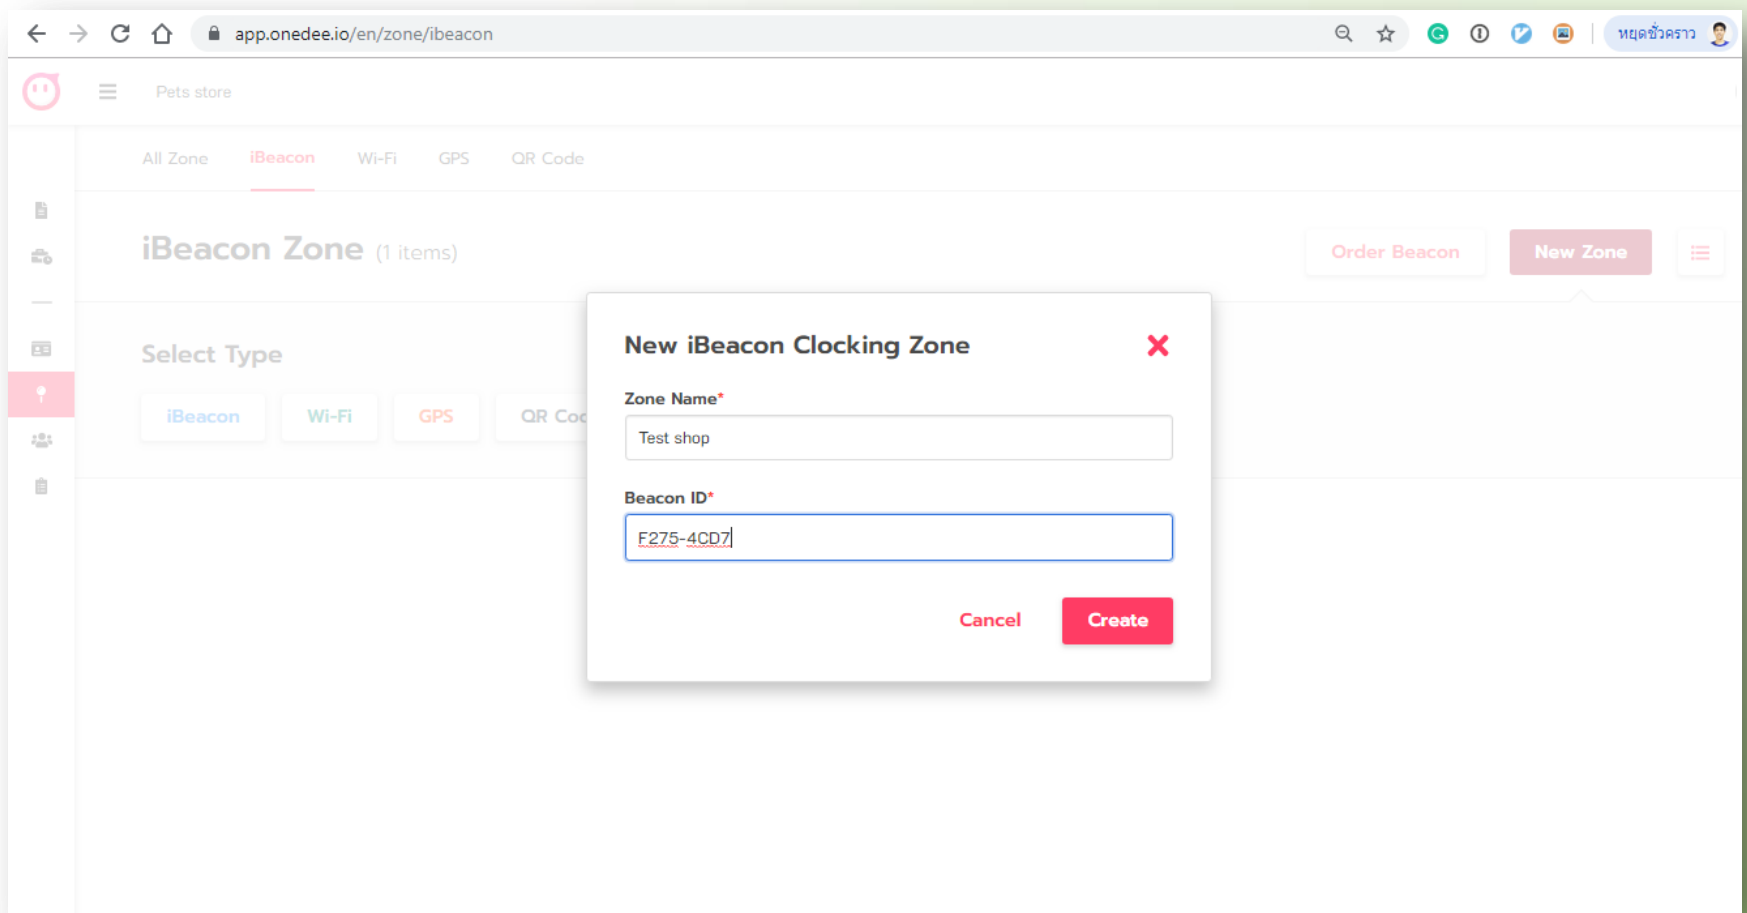 app.onedee.io/en/zone/ibeacon
หยุดชั่วคราว
Pets store
All Zone iBeacon Wi-Fi GPS QR Code
iBeacon Zone (1 items)
Order Beacon New Zone
Select Type
iBeacon Wi-Fi GPS QR Coc
New iBeacon Clocking Zone
Zone Name*
Test shop
Beacon ID*
F275-4CD7
Cancel Create